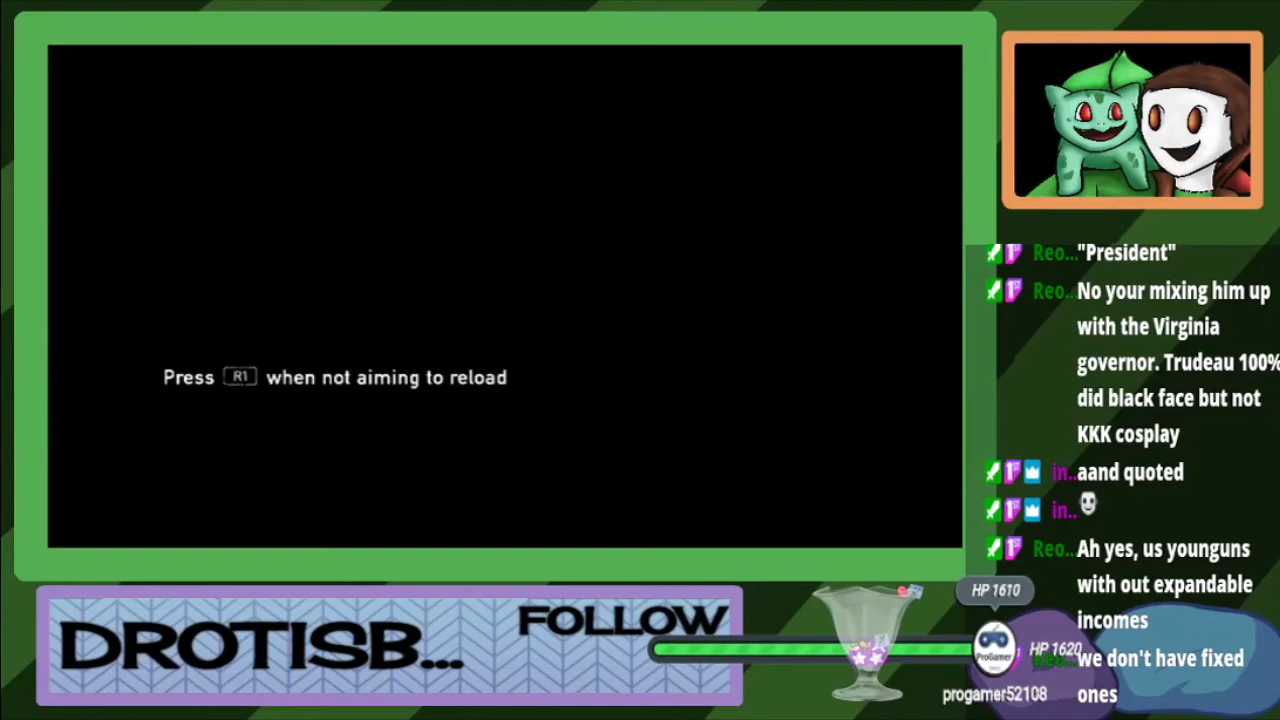 Press R1 when not aiming to reload
Reo... "President"
Reo... No your mixing him up
with the Virginia
governor. Trudeau 100%
did black face but not
KKK cosplay
in.. aand quoted
in..
Reo... Ah yes, us younguns
with out expandable
incomes
we don't have fixed
ones
DROTISB...
FOLLOW
HP 1610
HP 1620
ProGamer
progamer52108